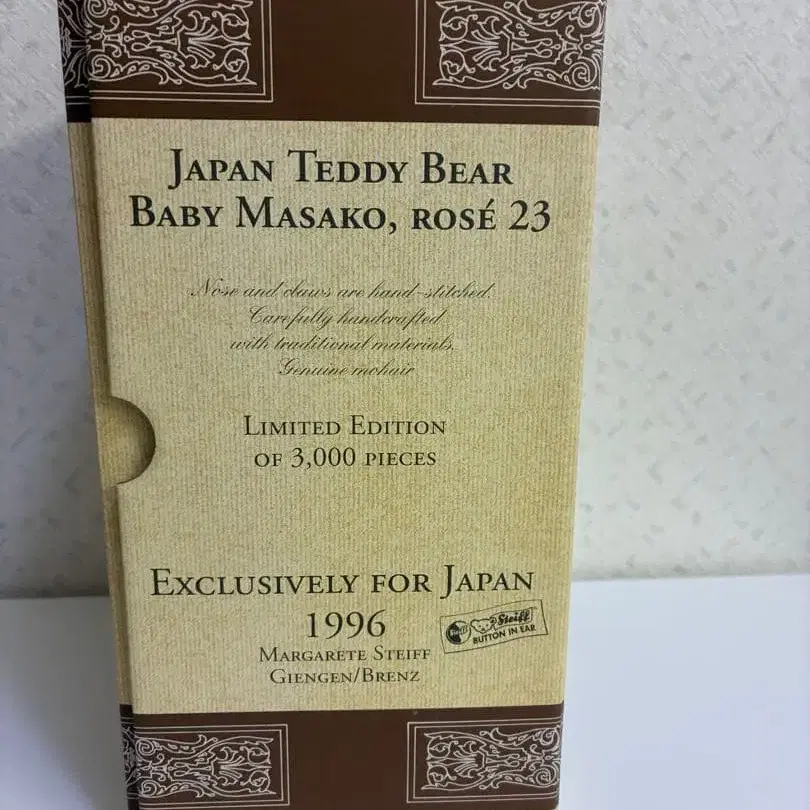 JAPAN TEDDY BEAR
BABY MASAKO, ROSÉ 23
Nose and claws are hand-stitched.
Carefully handcrafted
with traditional materials.
Genuine mohair
LIMITED EDITION
OF 3,000 PIECES
EXCLUSIVELY FOR JAPAN
1996
Steiff
Steiff
BUTTON IN EAR
MARGARETE STEIFF
GIENGEN/BRENZ